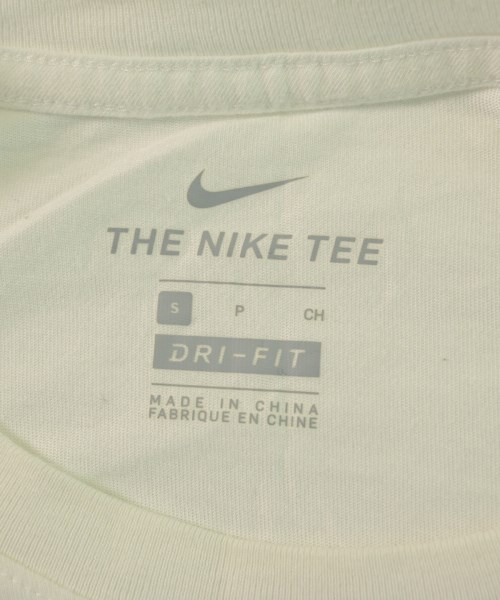 THE NIKE TEE
S P CH
DRI-FIT
MADE IN CHINA
FABRIQUE EN CHINE